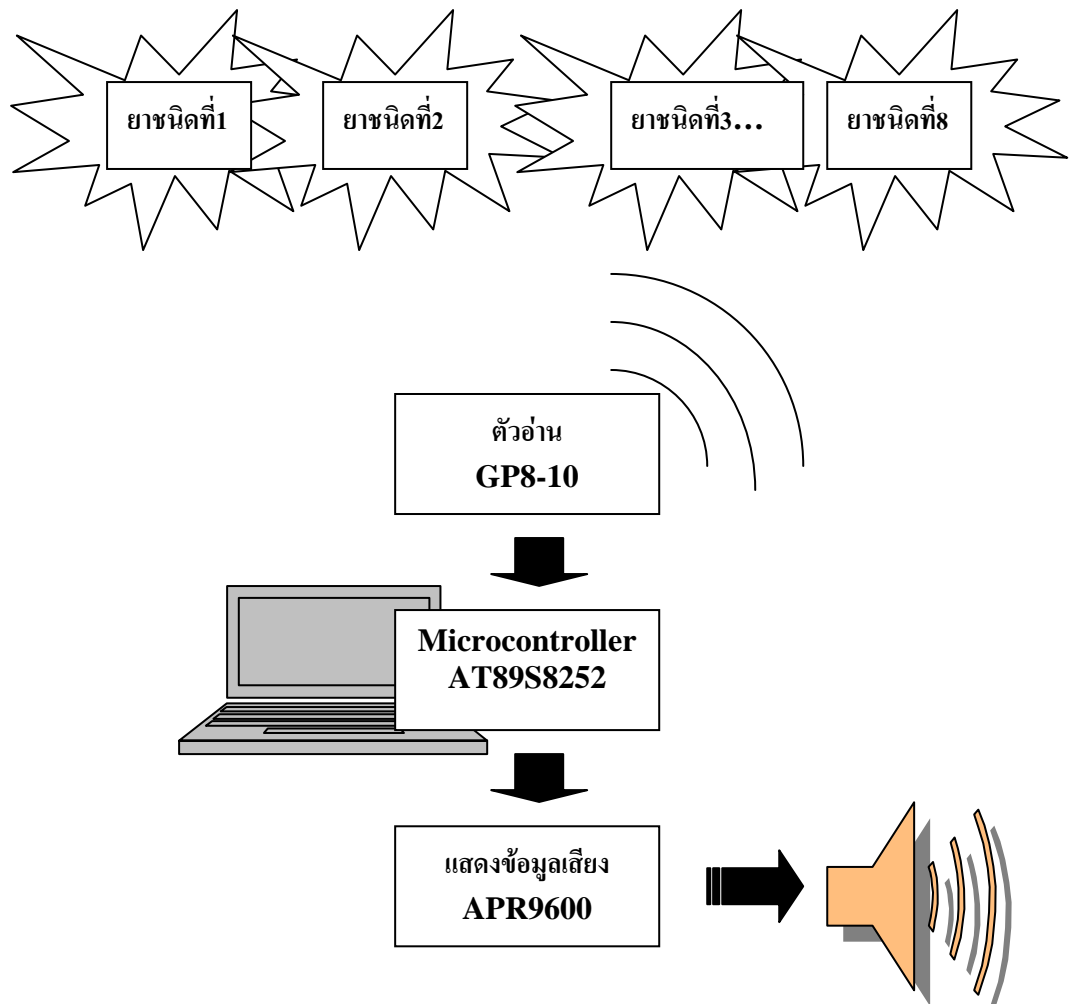 ยาชนิดที่1
ยาชนิดที่2
ยาชนิดที่3...
ยาชนิดที่8
ตัวอ่าน
GP8-10
Microcontroller
AT89S8252
แสดงข้อมูลเสียง
APR9600